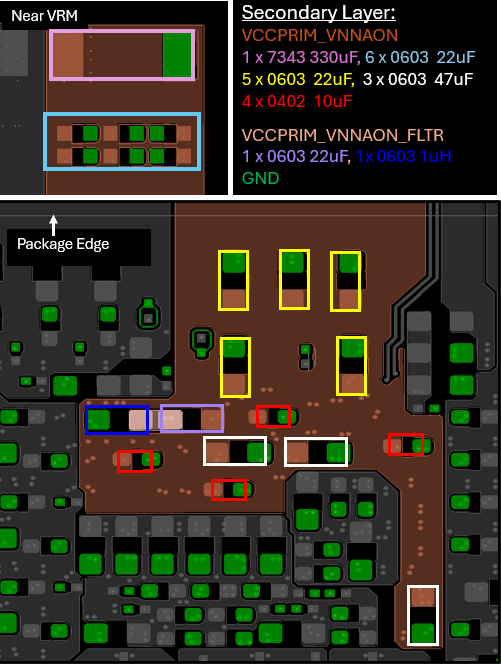 Near VRM
Secondary Layer:
VCCPRIM_VNNAON
1 x 7343 330uF, 6 x 0603 22uF
5 x 0603 22uF, 3 x 0603 47uF
4 x 0402 10uF
VCCPRIM_VNNAON_FLTR
1 x 0603 22uF, 1x 0603 1uH
GND
Package Edge